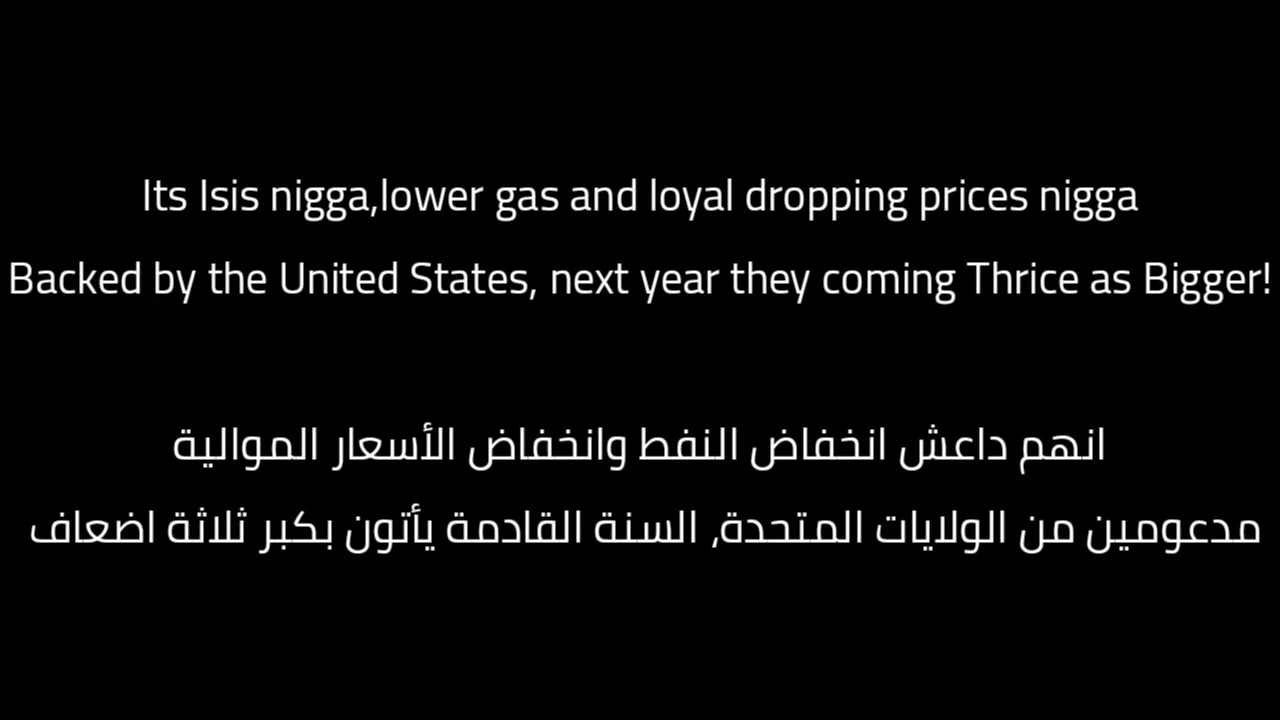 Its Isis nigga,lower gas and loyal dropping prices nigga
Backed by the United States, next year they coming Thrice as Bigger!
انهم داعش انخفاض النفط وانخفاض الأسعار الموالية
مدعومين من الولايات المتحدة, السنة القادمة يأتون بكبر ثلاثة اضعاف